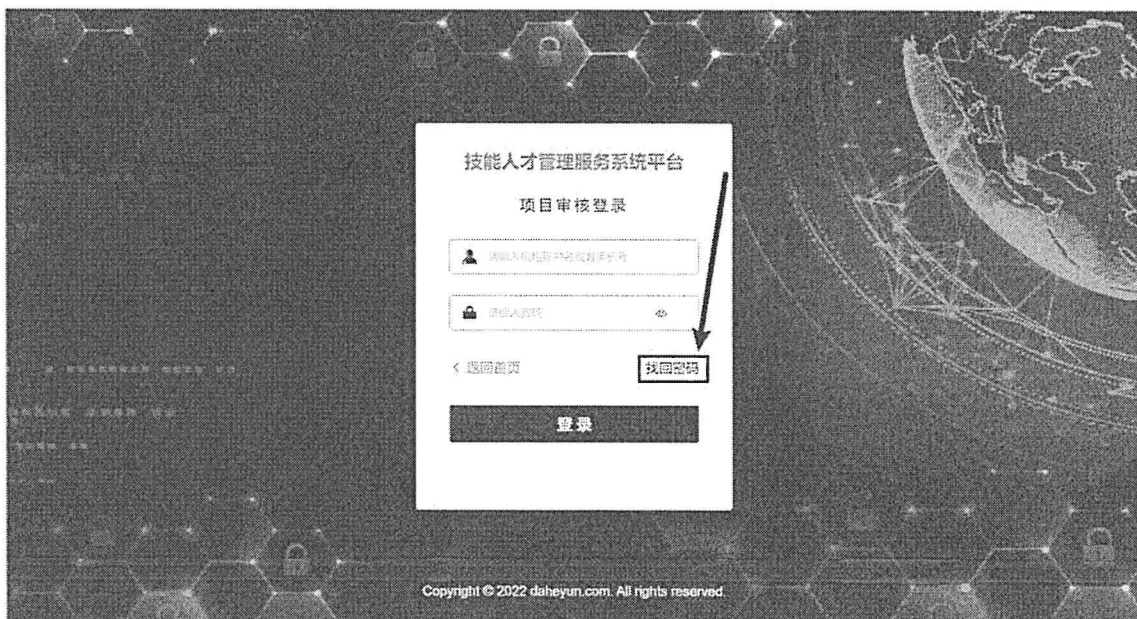 技能人才管理服务系统平台
项目审核登录
请输入密码
< 返回首页
找回密码
登录
Copyright © 2022 daheyun.com. All rights reserved.